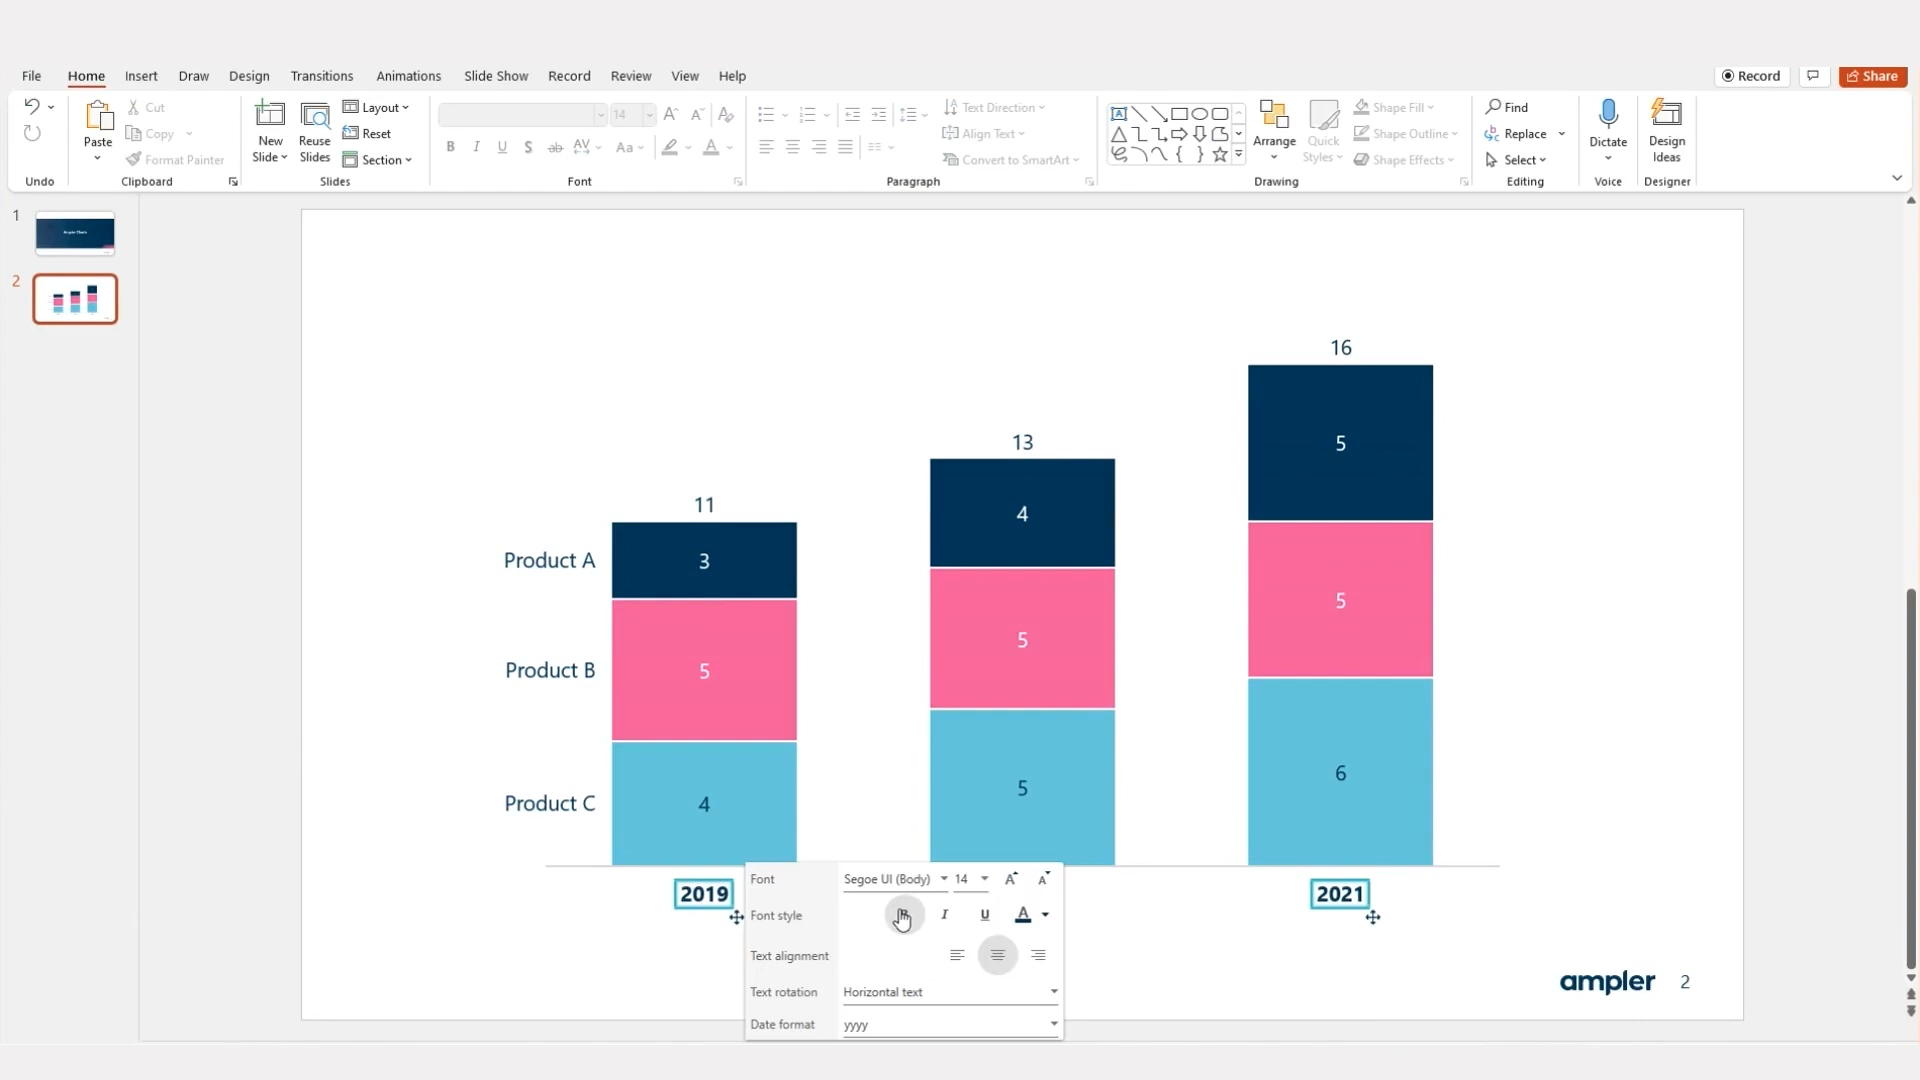 File Home Insert Draw Design Transitions Animations Slide Show Record Review View Help Record Share
Undo
Paste
Cut
Copy
Format Painter
Clipboard
New Slide
Reuse Slides
Layout
Reset
Section
Slides
14
B I U S ab AV Aa A
Font
Text Direction
Align Text
Convert to SmartArt
Paragraph
Arrange
Quick Styles
Shape Fill
Shape Outline
Shape Effects
Drawing
Find
Replace
Select
Editing
Dictate
Voice
Design Ideas
Designer
1
2
16
13
11
5
4
Product A 3
5
5
Product B 5
6
5
Product C 4
2019
2021
Font Segoe UI (Body) 14 A A
Font style I U A
Text alignment
Text rotation Horizontal text
Date format yyyy
ampler 2